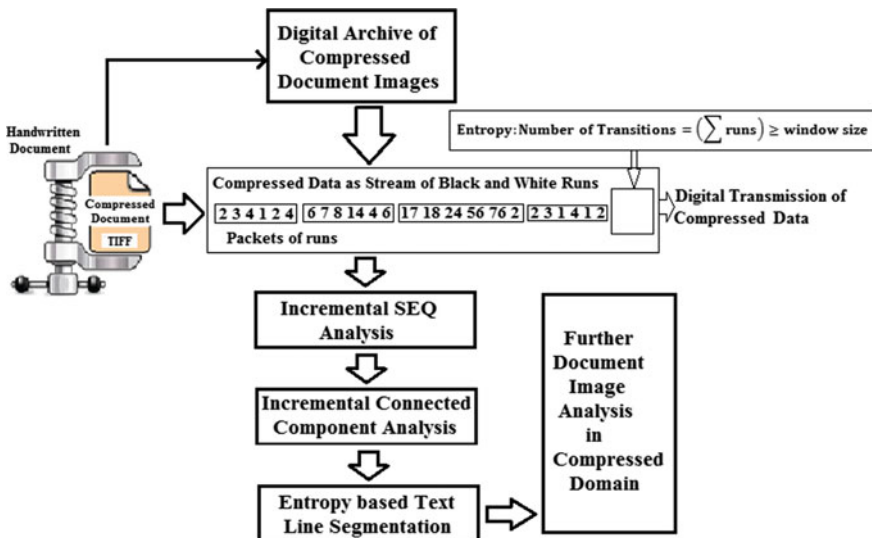 Digital Archive of
Compressed
Document Images
Handwritten
Document
Compressed
Document
TIFF
Entropy: Number of Transitions = (∑ runs) ≥ window size
Compressed Data as Stream of Black and White Runs
2 3 4 1 2 4 6 7 8 14 4 6 17 18 24 56 76 2 2 3 1 4 1 2
Packets of runs
Digital Transmission of
Compressed Data
Incremental SEQ
Analysis
Incremental Connected
Component Analysis
Entropy based Text
Line Segmentation
Further
Document
Image
Analysis
in
Compressed
Domain